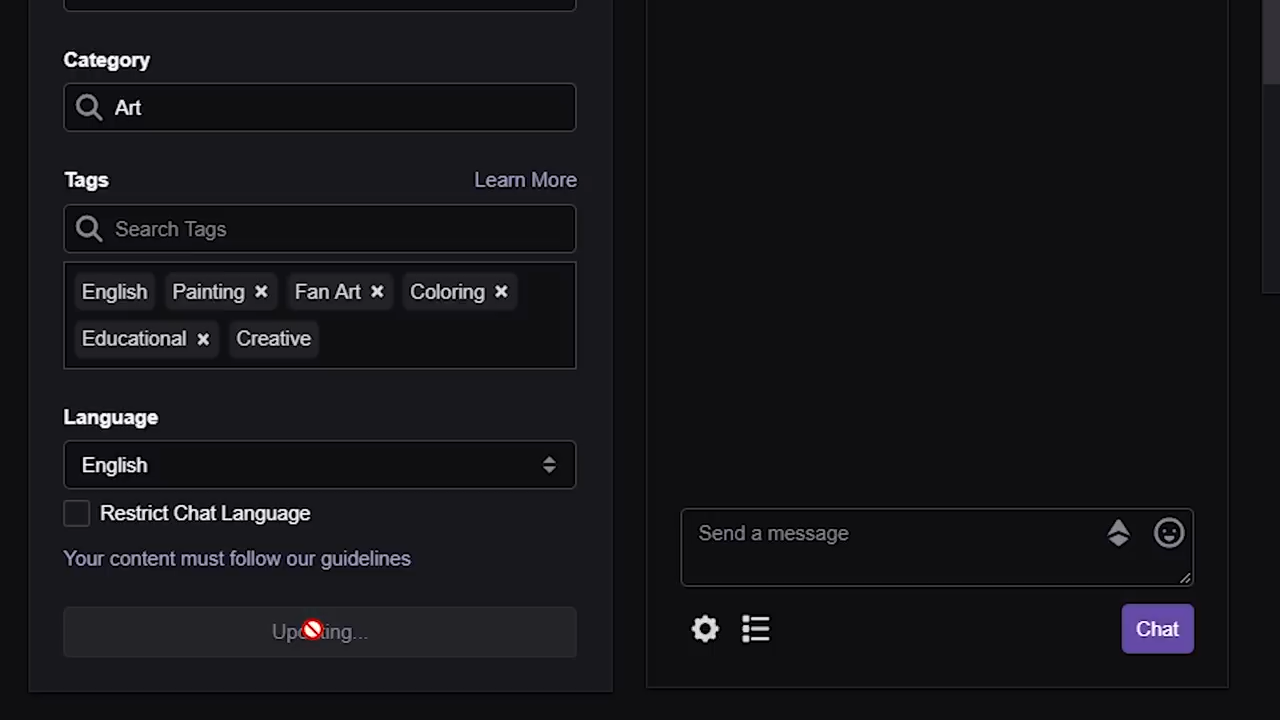 Category
Art
Tags
Learn More
Search Tags
English Painting Fan Art Coloring
Educational Creative
Language
English
Restrict Chat Language
Your content must follow our guidelines
Updating...
Send a message
Chat